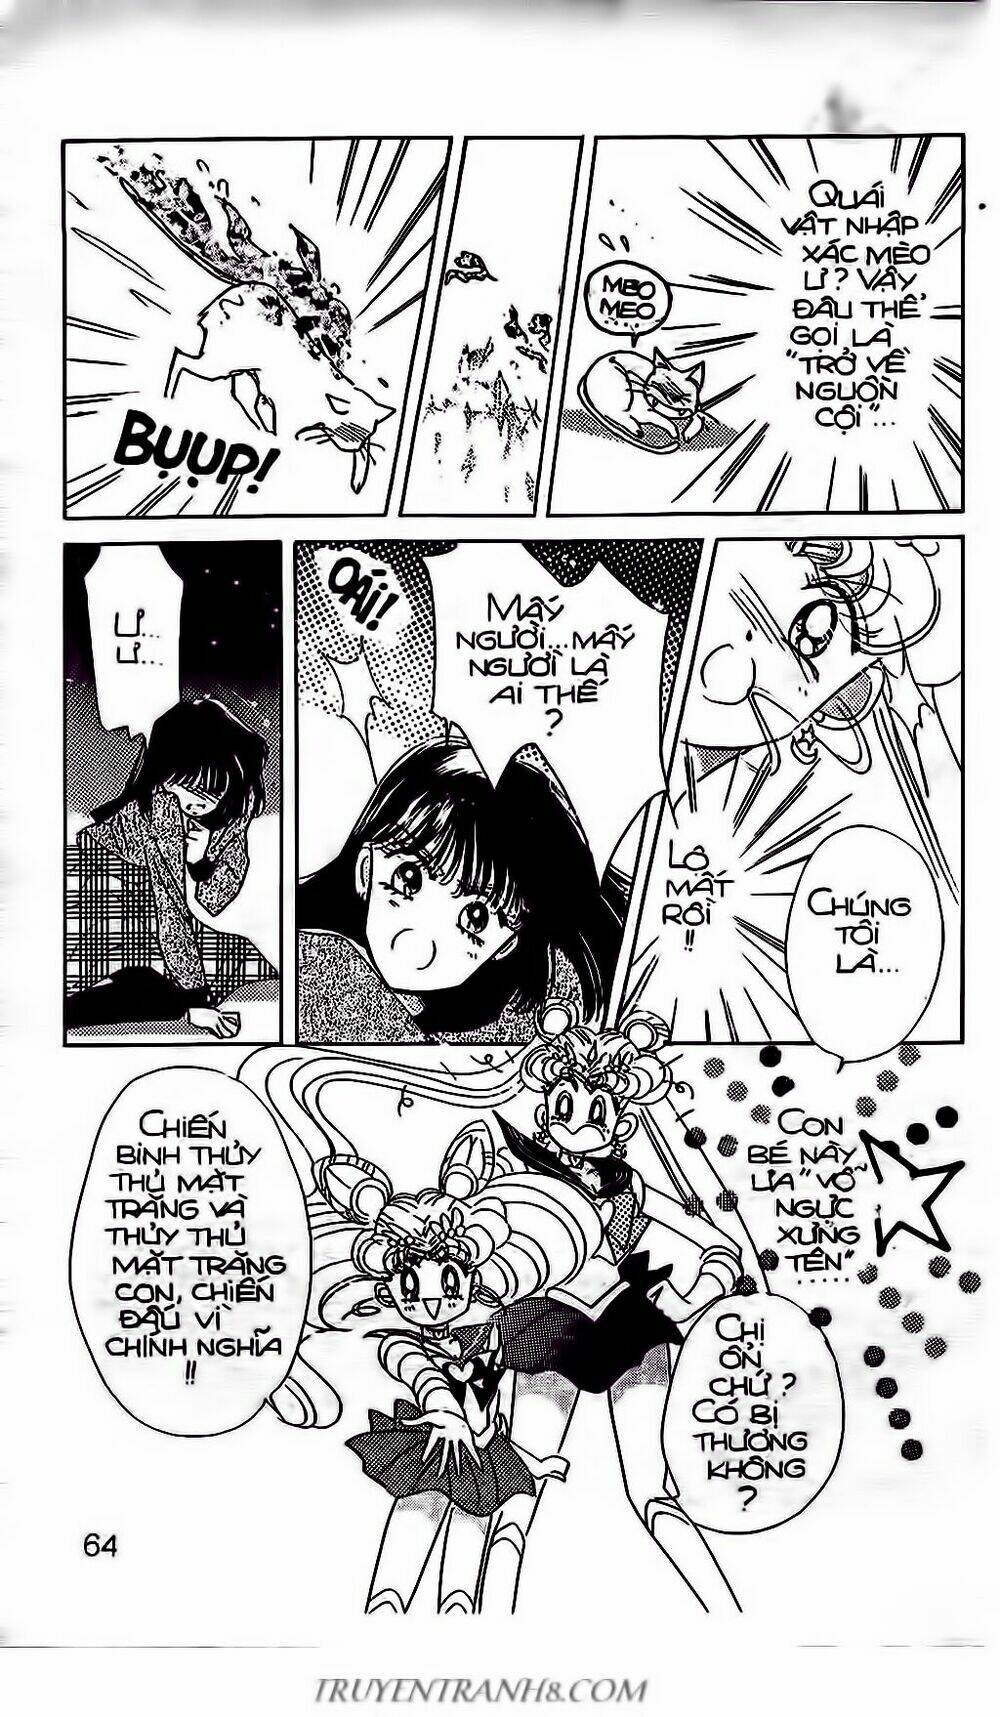 BỤỤP!
MEO
MEO...
QUÁI
VẬT NHẬP
XÁC MÈO
Ư? VẬY
ĐÂU THỂ
GỌI LÀ
"TRỞ VỀ
NGUỒN
CỘI"...
Ư...
Ư...
OÁI!
MẤY
NGƯỜI...MẤY
NGƯỜI LÀ
AI THẾ
?
LỘ
MẤT
RỒI
!!
CHÚNG
TÔI
LÀ...
CHIẾN
BINH THỦY
THỦ MẶT
TRĂNG VÀ
THỦY THỦ
MẶT TRĂNG
CON, CHIẾN
ĐẤU VÌ
CHÍNH NGHĨA
!!
CON
BÉ NÀY
ƯA "VỖ
NGỰC
XƯNG
TÊN"
.....
CHỊ
ỔN
CHỨ?
CÓ BỊ
THƯƠNG
KHÔNG
?
64
TRUYENTRANH8.COM